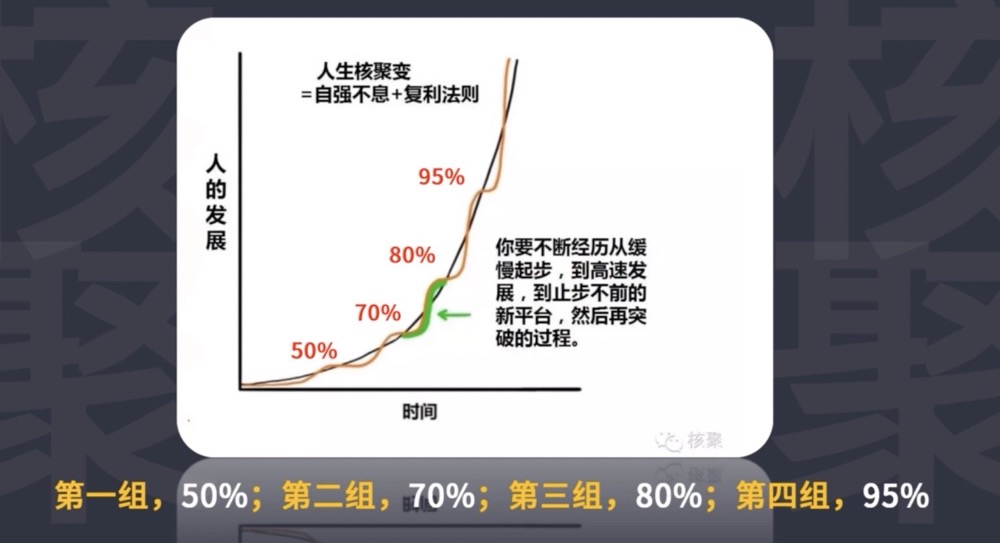 人生核聚变
=自强不息+复利法则
人的发展
95%
80%
70%
50%
你要不断经历从缓
慢起步，到高速发
展，到止步不前的
新平台，然后再突
破的过程。
时间
核聚
第一组，50%；第二组，70%；第三组，80%；第四组，95%
核聚